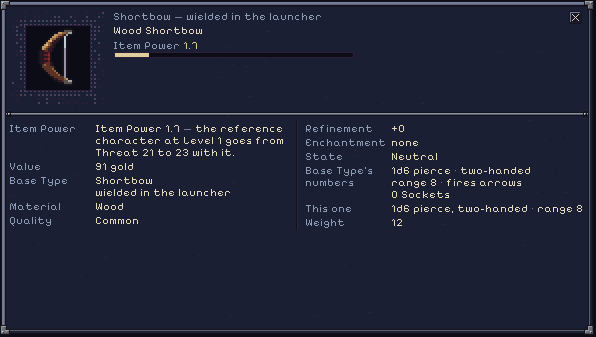 Shortbow — wielded in the launcher
Wood Shortbow
Item Power 1.7
Item Power Item Power 1.7 — the reference
character at Level 1 goes from
Threat 21 to 23 with it.
Value 91 gold
Base Type Shortbow
wielded in the launcher
Material Wood
Quality Common
Refinement +0
Enchantment none
State Neutral
Base Type's 1d6 pierce · two-handed
numbers range 8 · fires arrows
0 Sockets
This one 1d6 pierce, two-handed · range 8
Weight 12